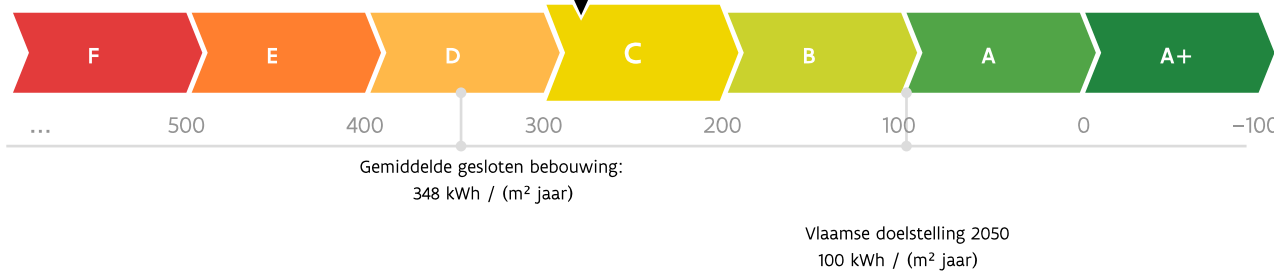 F E D C B A A+
... 500 400 300 200 100 0 −100
Gemiddelde gesloten bebouwing:
348 kWh / (m² jaar)
Vlaamse doelstelling 2050
100 kWh / (m² jaar)